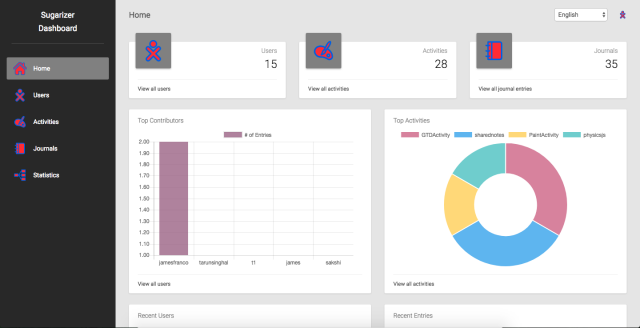 Sugarizer
Dashboard
Home
Users
Activities
Journals
Statistics
Home
English
Users
15
View all users
Activities
28
View all activities
Journals
35
View all journal entries
Top Contributors
# of Entries
2.00
1.90
1.80
1.70
1.60
1.50
1.40
1.30
1.20
1.10
1.00
jamesfranco tarunsinghal 11 james sakshi
View all users
Top Activities
GTDActivity sharednotes PaintActivity physicsjs
View all activities
Recent Users
Recent Entries